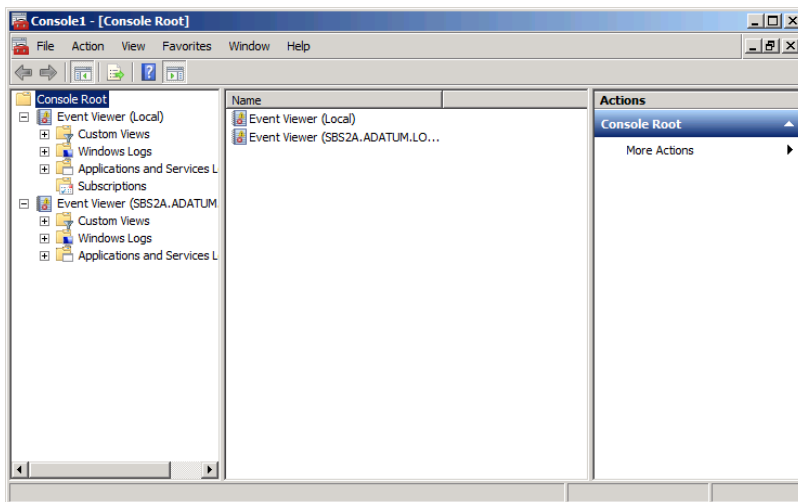 Console1 - [Console Root]
File Action View Favorites Window Help
Console Root
Event Viewer (Local)
Custom Views
Windows Logs
Applications and Services L
Subscriptions
Event Viewer (SBS2A.ADATUM
Custom Views
Windows Logs
Applications and Services L
Name
Event Viewer (Local)
Event Viewer (SBS2A.ADATUM.LO...
Actions
Console Root
More Actions